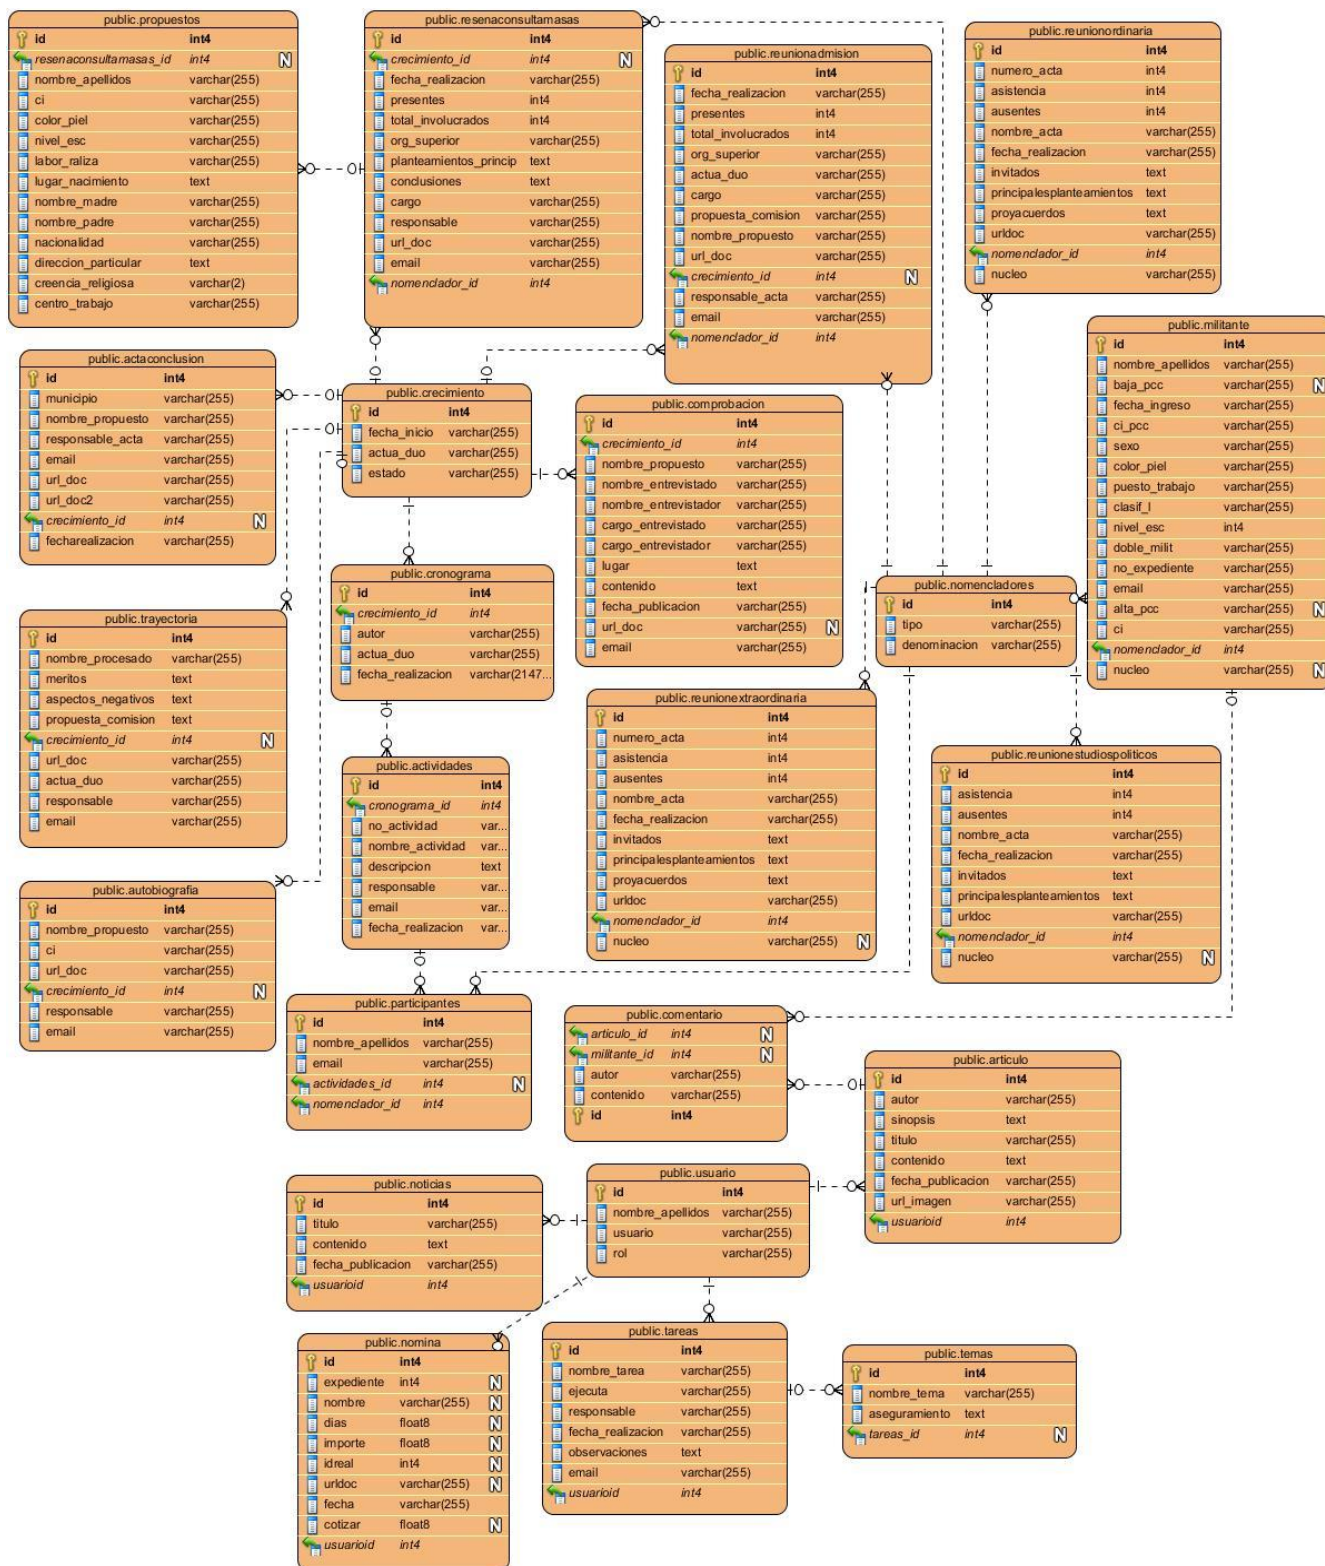 public.propuestos
id int4
resenaconsultamasas_id int4 N
nombre_apellidos varchar(255)
ci varchar(255)
color_piel varchar(255)
nivel_esc varchar(255)
labor_raliza varchar(255)
lugar_nacimiento text
nombre_madre varchar(255)
nombre_padre varchar(255)
nacionalidad varchar(255)
direccion_particular text
creencia_religiosa varchar(2)
centro_trabajo varchar(255)
public.resenaconsultamasas
id int4
crecimiento_id int4 N
fecha_realizacion varchar(255)
presentes int4
total_involucrados int4
org_superior varchar(255)
planteamientos_princip text
conclusiones text
cargo varchar(255)
responsable varchar(255)
url_doc varchar(255)
email varchar(255)
nomenclador_id int4
public.reunionadmision
id int4
fecha_realizacion varchar(255)
presentes int4
total_involucrados int4
org_superior varchar(255)
actua_duo varchar(255)
cargo varchar(255)
propuesta_comision varchar(255)
nombre_propuesto varchar(255)
url_doc varchar(255)
crecimiento_id int4 N
responsable_acta varchar(255)
email varchar(255)
nomenclador_id int4
public.reunionordinaria
id int4
numero_acta int4
asistencia int4
ausentes int4
nombre_acta varchar(255)
fecha_realizacion varchar(255)
invitados text
principalesplanteamientos text
proyacuerdos text
urldoc varchar(255)
nomenclador_id int4
nucleo varchar(255)
public.militante
id int4
nombre_apellidos varchar(255)
baja_pcc varchar(255) N
fecha_ingreso varchar(255)
ci_pcc varchar(255)
sexo varchar(255)
color_piel varchar(255)
puesto_trabajo varchar(255)
clasif_l varchar(255)
nivel_esc int4
doble_milit varchar(255)
no_expediente varchar(255)
email varchar(255)
alta_pcc varchar(255) N
ci varchar(255)
nomenclador_id int4
nucleo varchar(255) N
public.actaconclusion
id int4
municipio varchar(255)
nombre_propuesto varchar(255)
responsable_acta varchar(255)
email varchar(255)
url_doc varchar(255)
url_doc2 varchar(255)
crecimiento_id int4 N
fecharealizacion varchar(255)
public.crecimiento
id int4
fecha_inicio varchar(255)
actua_duo varchar(255)
estado varchar(255)
public.comprobacion
id int4
crecimiento_id int4
nombre_propuesto varchar(255)
nombre_entrevistado varchar(255)
nombre_entrevistador varchar(255)
cargo_entrevistado varchar(255)
cargo_entrevistador varchar(255)
lugar text
contenido text
fecha_publicacion varchar(255)
url_doc varchar(255) N
email varchar(255)
public.cronograma
id int4
crecimiento_id int4
autor varchar(255)
actua_duo varchar(255)
fecha_realizacion varchar(2147...
public.nomencladores
id int4
tipo varchar(255)
denominacion varchar(255)
public.trayectoria
id int4
nombre_procesado varchar(255)
meritos text
aspectos_negativos text
propuesta_comision text
crecimiento_id int4 N
url_doc varchar(255)
actua_duo varchar(255)
responsable varchar(255)
email varchar(255)
public.reunionextraordinaria
id int4
numero_acta int4
asistencia int4
ausentes int4
nombre_acta varchar(255)
fecha_realizacion varchar(255)
invitados text
principalesplanteamientos text
proyacuerdos text
urldoc varchar(255)
nomenclador_id int4
nucleo varchar(255) N
public.reunionestudiospoliticos
id int4
asistencia int4
ausentes int4
nombre_acta varchar(255)
fecha_realizacion varchar(255)
invitados text
principalesplanteamientos text
urldoc varchar(255)
nomenclador_id int4
nucleo varchar(255) N
public.actividades
id int4
cronograma_id int4
no_actividad var...
nombre_actividad var...
descripcion text
responsable var...
email var...
fecha_realizacion var...
public.autobiografia
id int4
nombre_propuesto varchar(255)
ci varchar(255)
url_doc varchar(255)
crecimiento_id int4 N
responsable varchar(255)
email varchar(255)
public.participantes
id int4
nombre_apellidos varchar(255)
email varchar(255)
actividades_id int4 N
nomenclador_id int4
public.comentario
articulo_id int4 N
militante_id int4 N
autor varchar(255)
contenido varchar(255)
id int4
public.articulo
id int4
autor varchar(255)
sinopsis text
titulo varchar(255)
contenido text
fecha_publicacion varchar(255)
url_imagen varchar(255)
usuarioid int4
public.noticias
id int4
titulo varchar(255)
contenido text
fecha_publicacion varchar(255)
usuarioid int4
public.usuario
id int4
nombre_apellidos varchar(255)
usuario varchar(255)
rol varchar(255)
public.nomina
id int4
expediente int4 N
nombre varchar(255) N
dias float8 N
importe float8 N
idreal int4 N
urldoc varchar(255) N
fecha varchar(255)
cotizar float8 N
usuarioid int4
public.tareas
id int4
nombre_tarea varchar(255)
ejecuta varchar(255)
responsable varchar(255)
fecha_realizacion varchar(255)
observaciones text
email varchar(255)
usuarioid int4
public.temas
id int4
nombre_tema varchar(255)
aseguramiento text
tareas_id int4 N